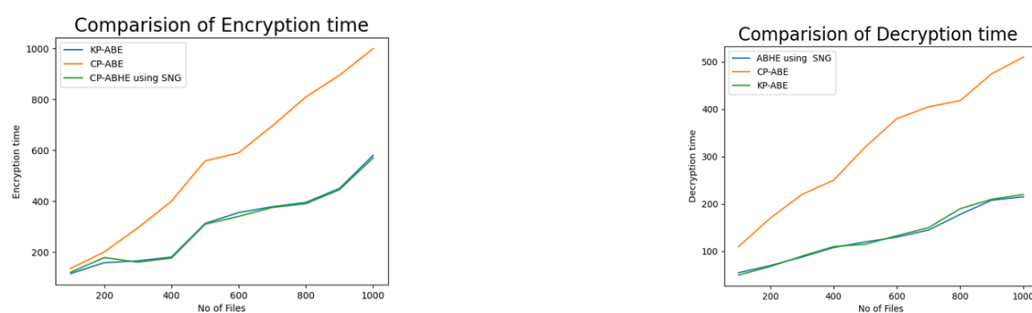 Comparision of Encryption time
KP-ABE
CP-ABE
CP-ABHE using SNG
1000
800
600
400
200
Encryption time
200 400 600 800 1000
No of Files
Comparision of Decryption time
ABHE using SNG
CP-ABE
KP-ABE
500
400
300
200
100
Decryption time
200 400 600 800 1000
No of Files